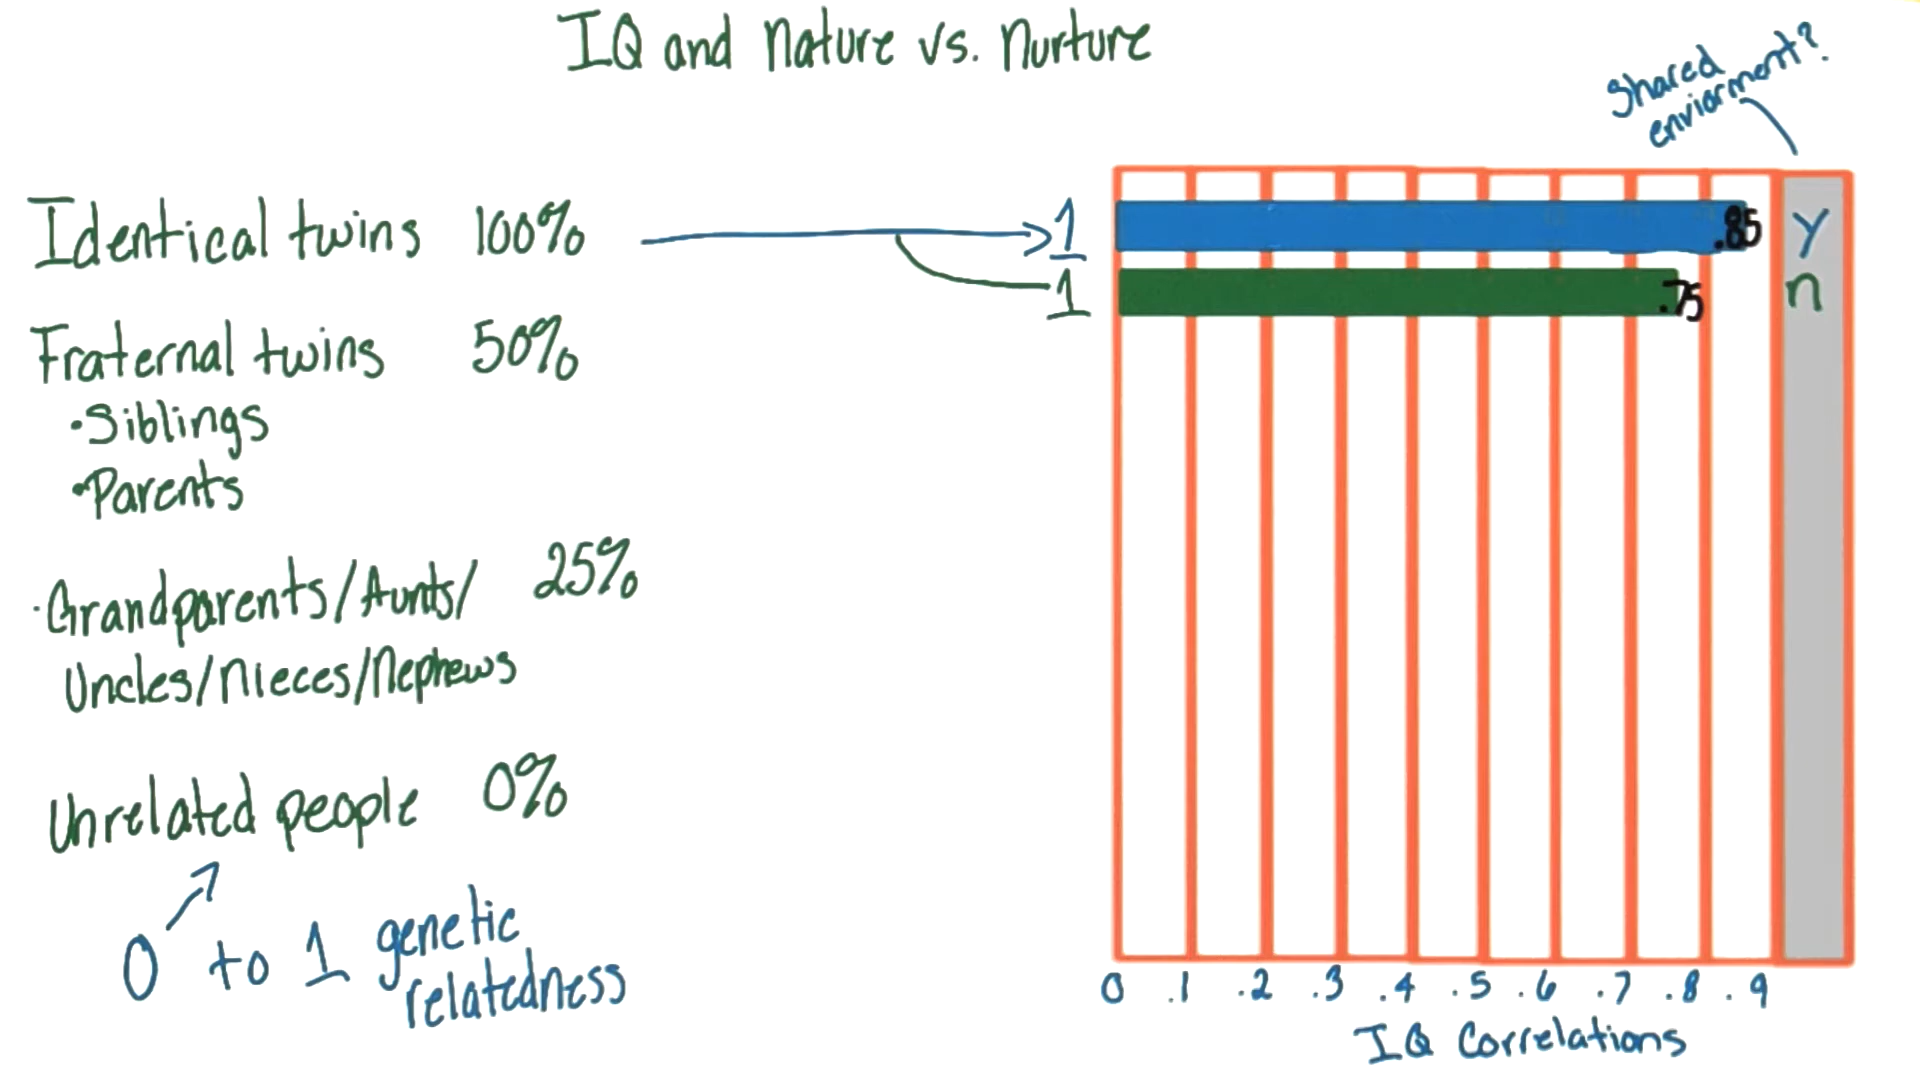 IQ and Nature vs. Nurture
Shared
enviorment?
Identical twins 100%
1
.85
y
1
.75
n
Fraternal twins 50%
•Siblings
•Parents
•Grandparents/Aunts/ 25%
Uncles/Nieces/Nephews
Unrelated people 0%
0 to 1 genetic
relatedness
0 .1 .2 .3 .4 .5 .6 .7 .8 .9
IQ Correlations